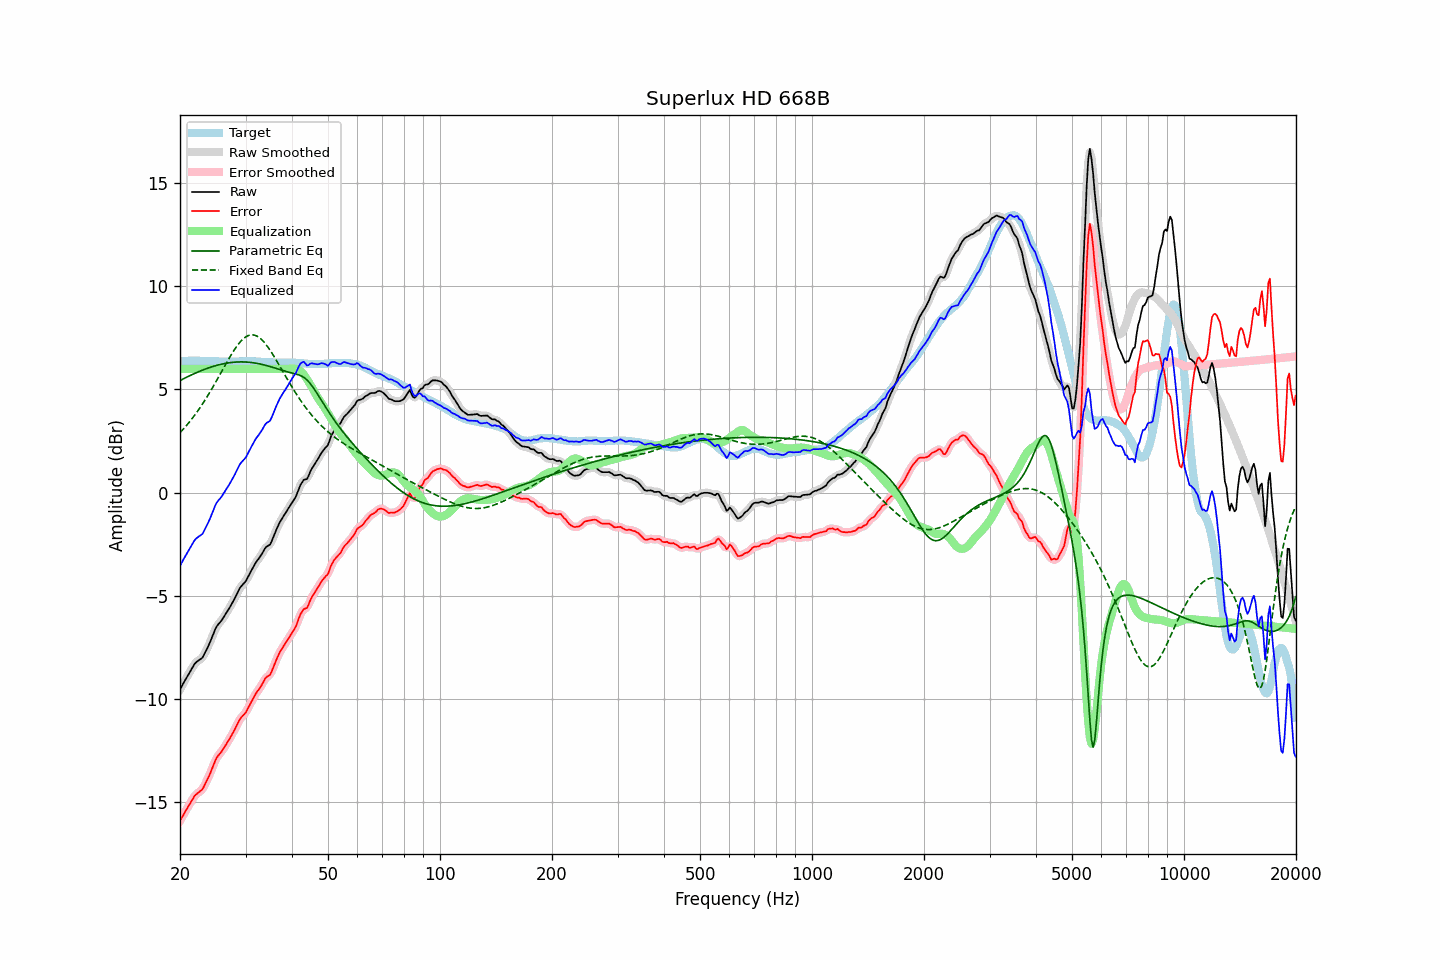 Superlux HD 668B
Target
Raw Smoothed
Error Smoothed
Raw
Error
Equalization
Parametric Eq
Fixed Band Eq
Equalized
Amplitude (dBr)
15
10
5
0
−5
−10
−15
20 50 100 200 500 1000 2000 5000 10000 20000
Frequency (Hz)